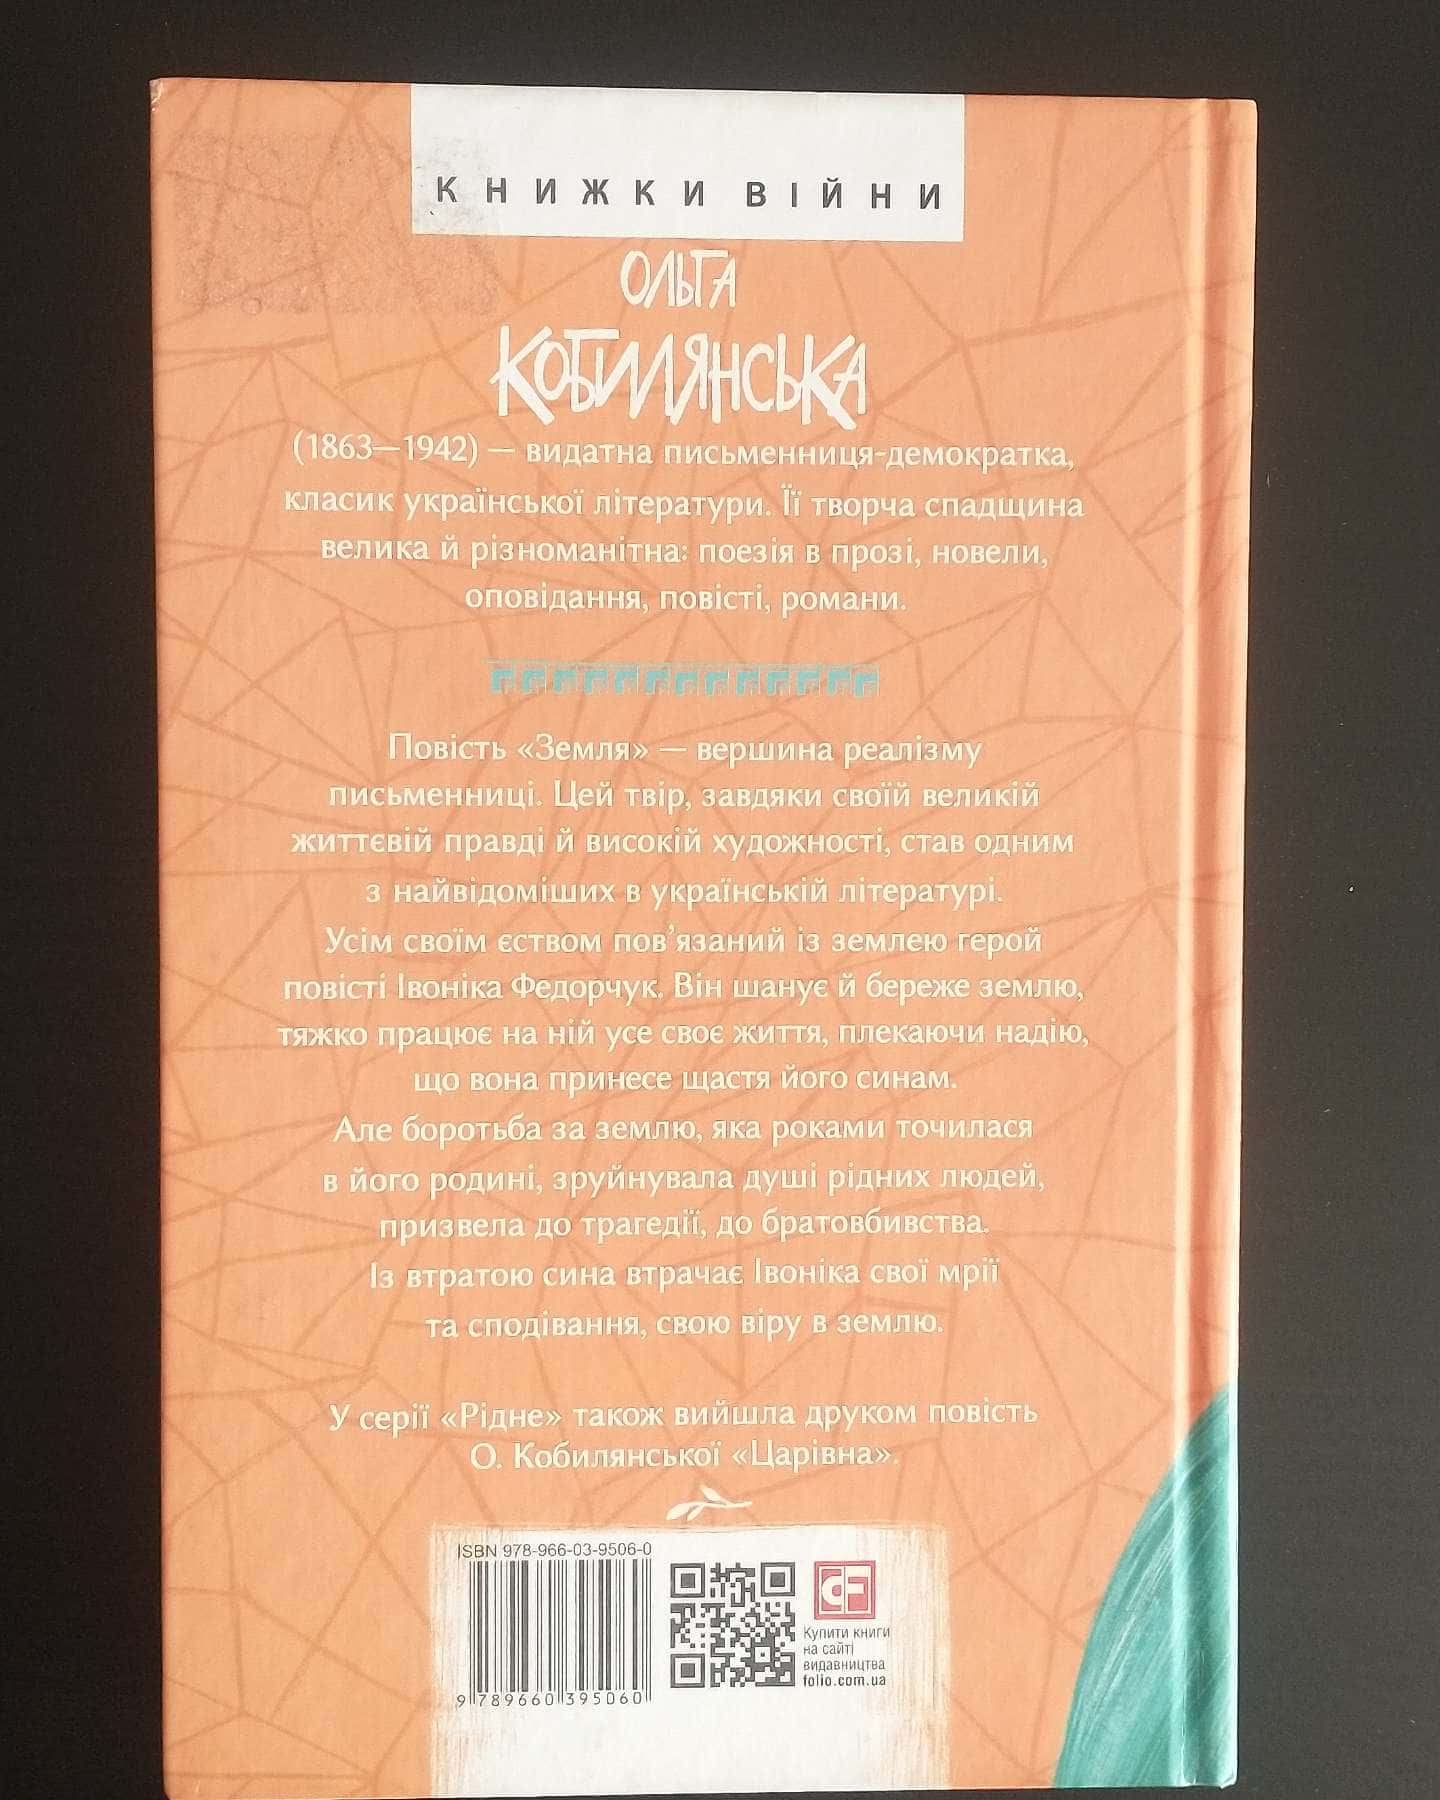 КНИЖКИ ВІЙНИ
ОЛЬГА
КОБИЛЯНСЬКА
(1863—1942) — видатна письменниця-демократка,
класик української літератури. Її творча спадщина
велика й різноманітна: поезія в прозі, новели,
оповідання, повісті, романи.
Повість «Земля» — вершина реалізму
письменниці. Цей твір, завдяки своїй великій
життєвій правді й високій художності, став одним
з найвідоміших в українській літературі.
Усім своїм єством пов’язаний із землею герой
повісті Івоніка Федорчук. Він шанує й береже землю,
тяжко працює на ній усе своє життя, плекаючи надію,
що вона принесе щастя його синам.
Але боротьба за землю, яка роками точилася
в його родині, зруйнувала душі рідних людей,
призвела до трагедії, до братовбивства.
Із втратою сина втрачає Івоніка свої мрії
та сподівання, свою віру в землю.
У серії «Рідне» також вийшла друком повість
О. Кобилянської «Царівна».
ISBN 978-966-03-9506-0
9 789660 395060
CF
Купити книги
на сайті
видавництва
folio.com.ua